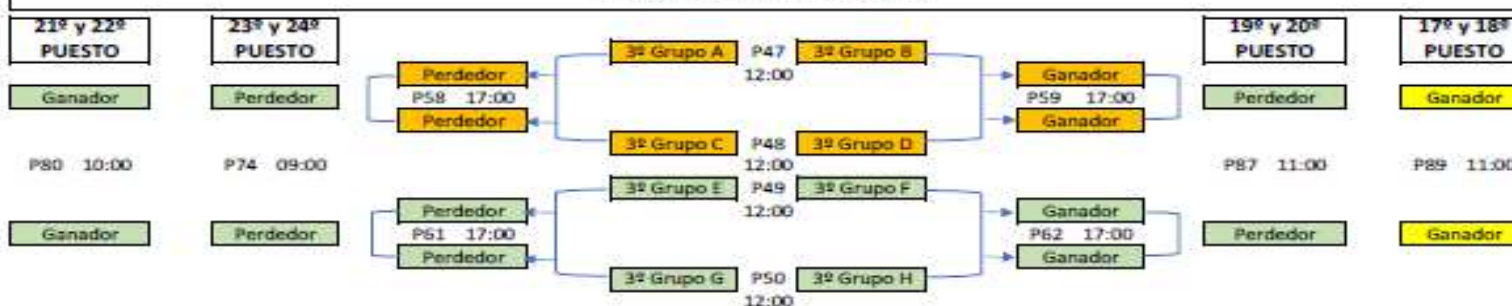 21º y 22º
PUESTO
23º y 24º
PUESTO
19º y 20º
PUESTO
17º y 18º
PUESTO
3º Grupo A P47 3º Grupo B
12:00
Perdedor
P58 17:00
Perdedor
Ganador
P59 17:00
Ganador
3º Grupo C P48 3º Grupo D
12:00
Ganador
Perdedor
Perdedor
Ganador
P80 10:00
P74 09:00
P87 11:00
P89 11:00
3º Grupo E P49 3º Grupo F
12:00
Perdedor
P61 17:00
Perdedor
Ganador
P62 17:00
Ganador
3º Grupo G P50 3º Grupo H
12:00
Ganador
Perdedor
Perdedor
Ganador